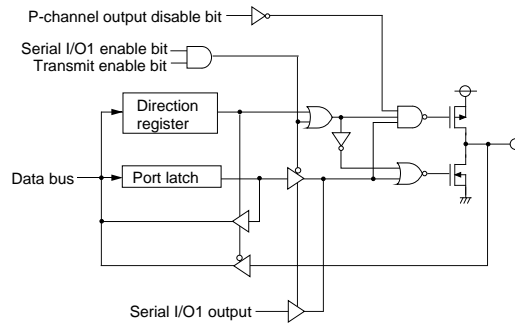 P-channel output disable bit
Serial I/O1 enable bit
Transmit enable bit
Direction
register
Data bus
Port latch
Serial I/O1 output